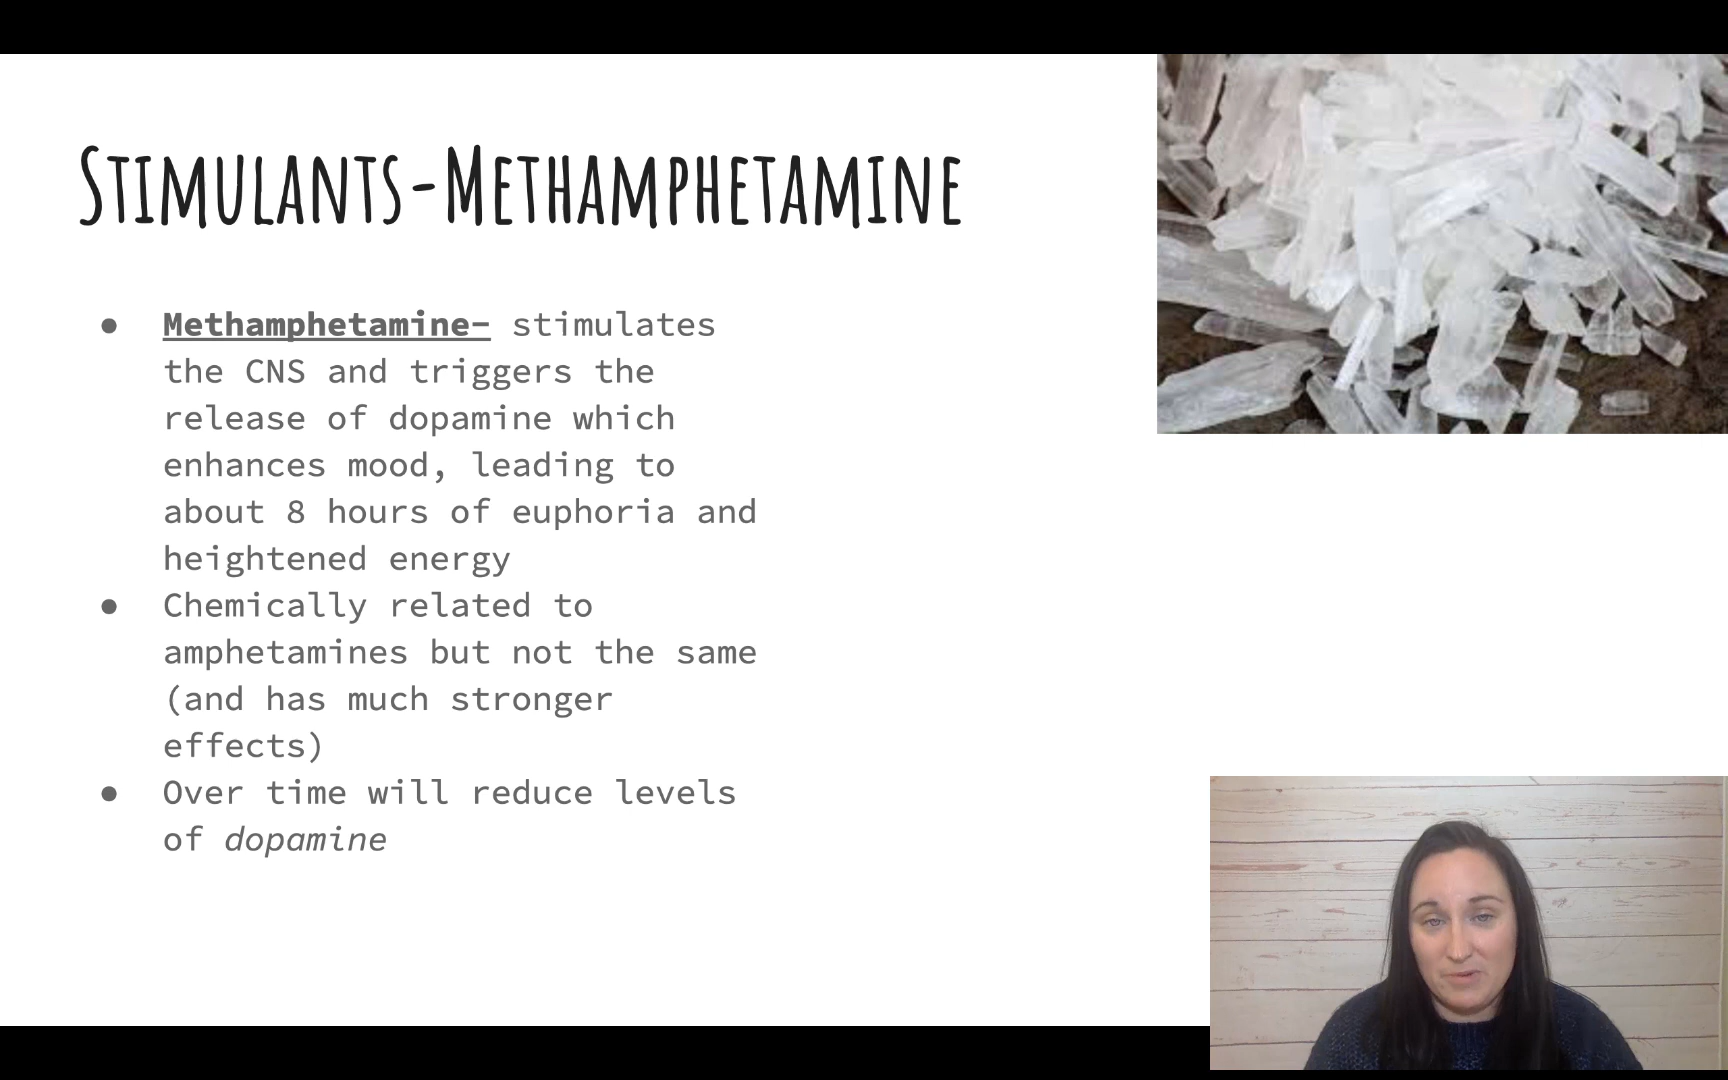 STIMULANTS-METHAMPHETAMINE
● Methamphetamine- stimulates
the CNS and triggers the
release of dopamine which
enhances mood, leading to
about 8 hours of euphoria and
heightened energy
● Chemically related to
amphetamines but not the same
(and has much stronger
effects)
● Over time will reduce levels
of dopamine